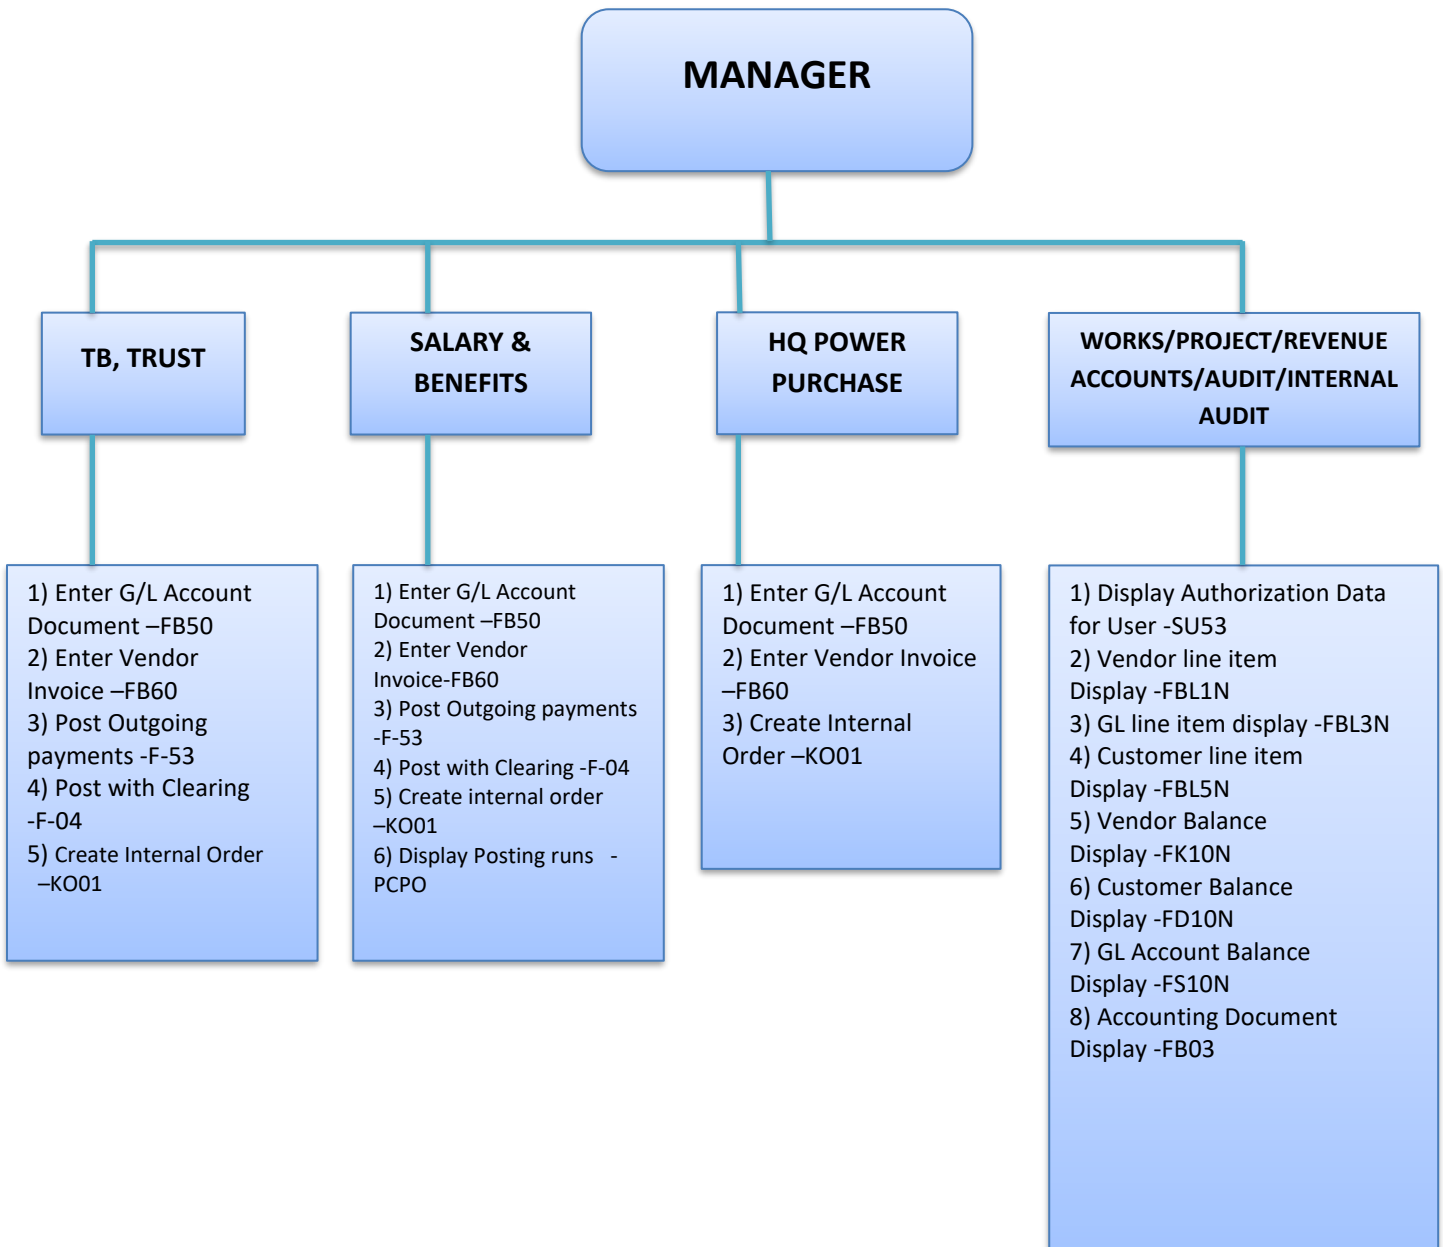 MANAGER
TB, TRUST
SALARY &
BENEFITS
HQ POWER
PURCHASE
WORKS/PROJECT/REVENUE
ACCOUNTS/AUDIT/INTERNAL
AUDIT
1) Enter G/L Account
Document –FB50
2) Enter Vendor
Invoice –FB60
3) Post Outgoing
payments -F-53
4) Post with Clearing
-F-04
5) Create Internal Order
–KO01
1) Enter G/L Account
Document –FB50
2) Enter Vendor
Invoice-FB60
3) Post Outgoing payments
-F-53
4) Post with Clearing -F-04
5) Create internal order
–KO01
6) Display Posting runs -
PCPO
1) Enter G/L Account
Document –FB50
2) Enter Vendor Invoice
–FB60
3) Create Internal
Order –KO01
1) Display Authorization Data
for User -SU53
2) Vendor line item
Display -FBL1N
3) GL line item display -FBL3N
4) Customer line item
Display -FBL5N
5) Vendor Balance
Display -FK10N
6) Customer Balance
Display -FD10N
7) GL Account Balance
Display -FS10N
8) Accounting Document
Display -FB03